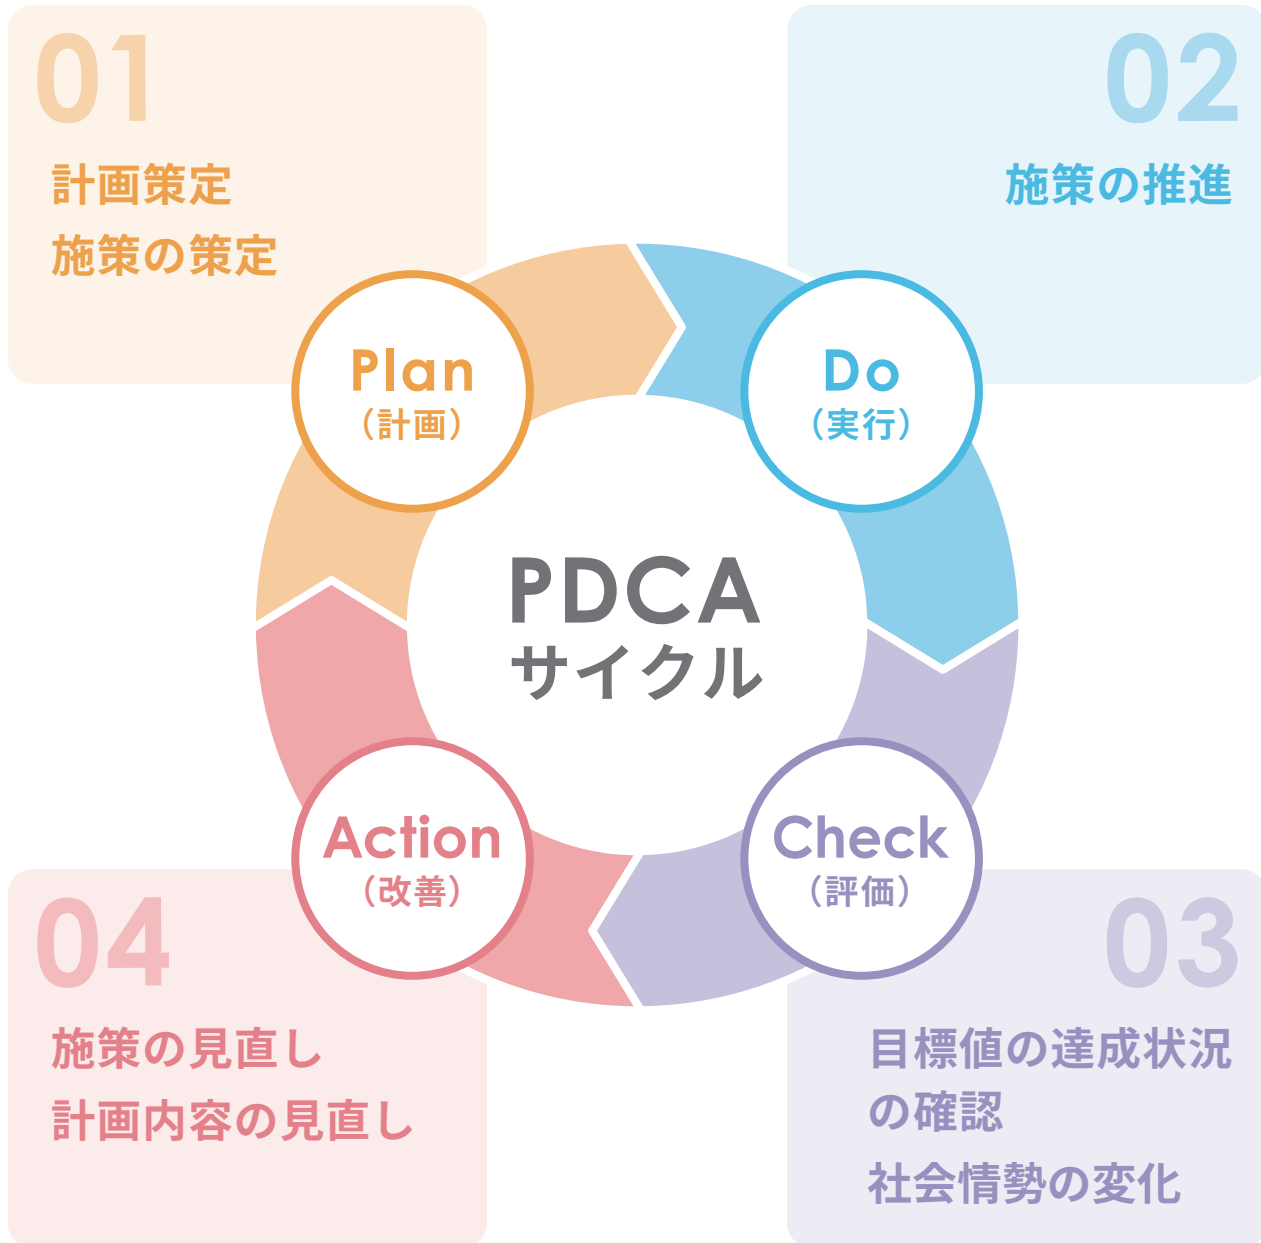 01
計画策定
施策の策定
02
施策の推進
Plan
（計画）
Do
（実行）
PDCA
サイクル
Action
（改善）
Check
（評価）
04
施策の見直し
計画内容の見直し
03
目標値の達成状況
の確認
社会情勢の変化